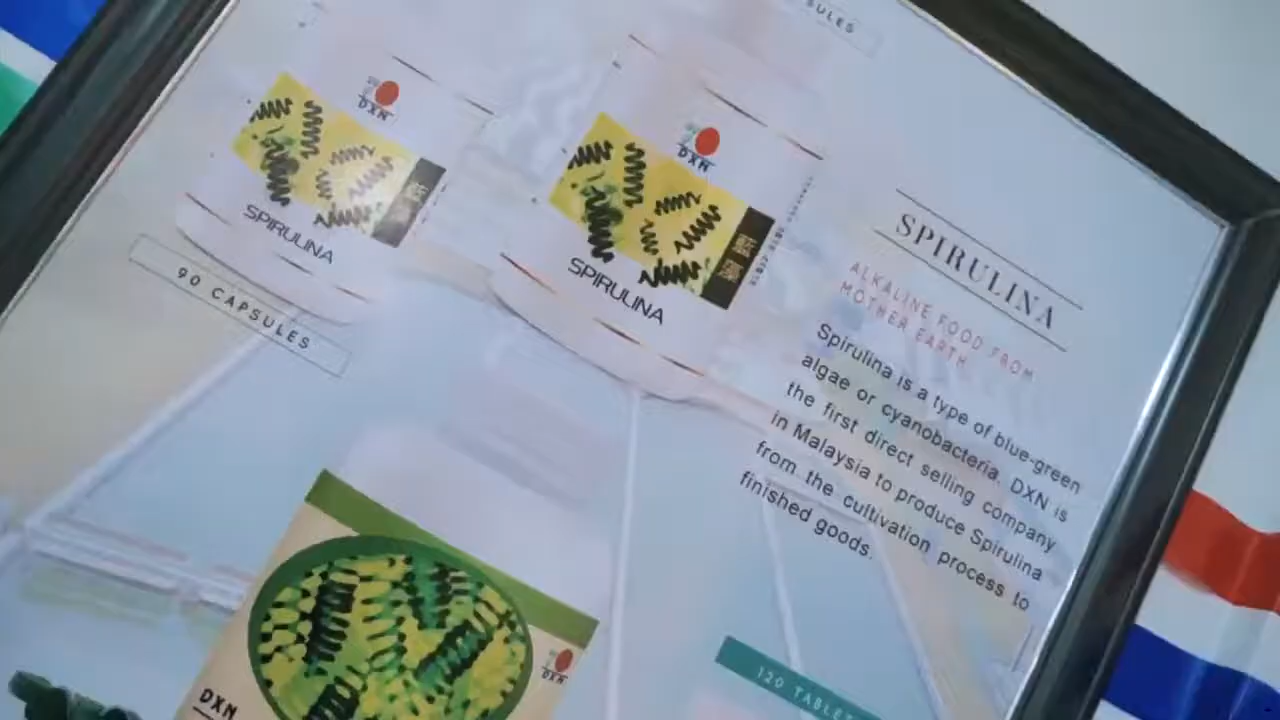 SULES
DXN
SPIRULINA
90 CAPSULES
DXN
SPIRULINA
SPIRULINA
ALKALINE FOOD FROM
MOTHER EARTH
Spirulina is a type of blue-green
algae or cyanobacteria. DXN is
the first direct selling company
in Malaysia to produce Spirulina
from the cultivation process to
finished goods.
DXN
DXN
120 TABLET